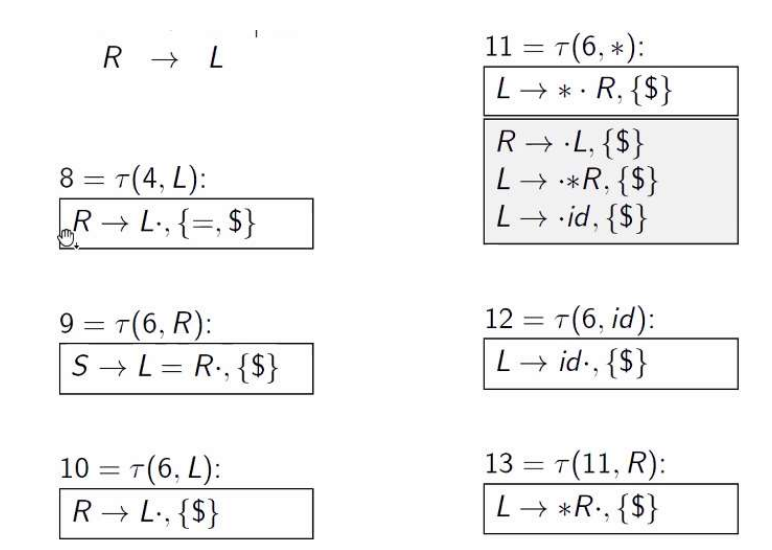 R → L
8 = τ(4, L):
R → L·, {=, $}
9 = τ(6, R):
S → L = R·, {$}
10 = τ(6, L):
R → L·, {$}
11 = τ(6, ∗):
L → ∗ · R, {$}
R → ·L, {$}
L → ·∗R, {$}
L → ·id, {$}
12 = τ(6, id):
L → id·, {$}
13 = τ(11, R):
L → ∗R·, {$}